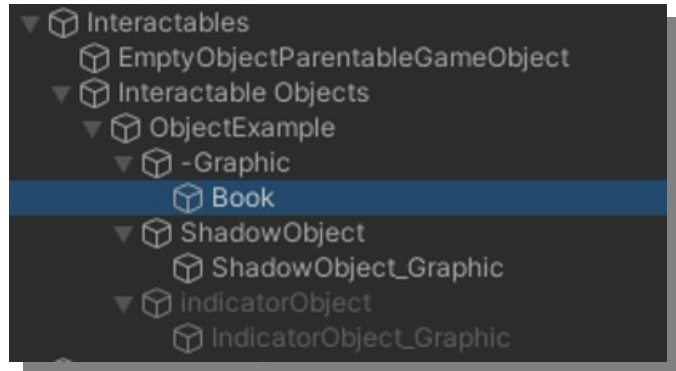 Interactables
EmptyObjectParentableGameObject
Interactable Objects
ObjectExample
-Graphic
Book
ShadowObject
ShadowObject_Graphic
indicatorObject
IndicatorObject_Graphic